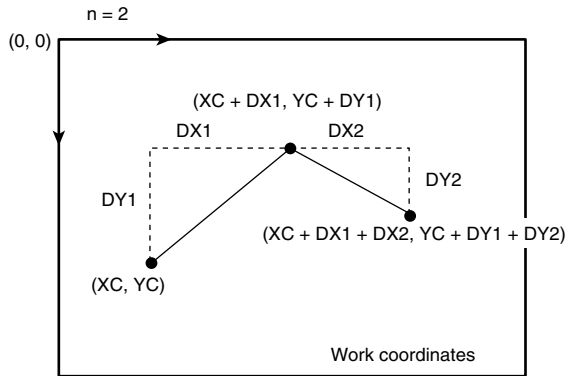 n = 2
(0, 0)
(XC + DX1, YC + DY1)
DX1
DX2
DY1
DY2
(XC + DX1 + DX2, YC + DY1 + DY2)
(XC, YC)
Work coordinates